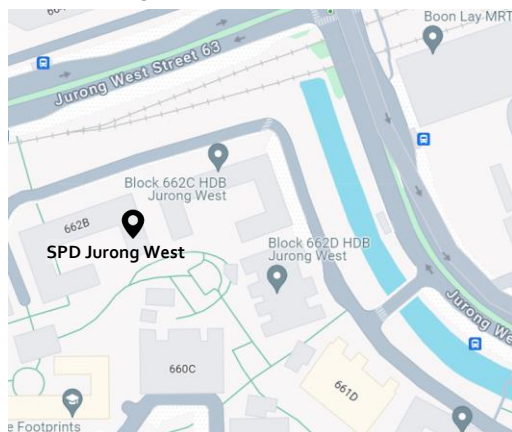 Boon Lay MRT
Jurong West Street 63
Block 662C HDB
Jurong West
662B
SPD Jurong West
Block 662D HDB
Jurong West
Jurong We
660C
661D
e Footprints